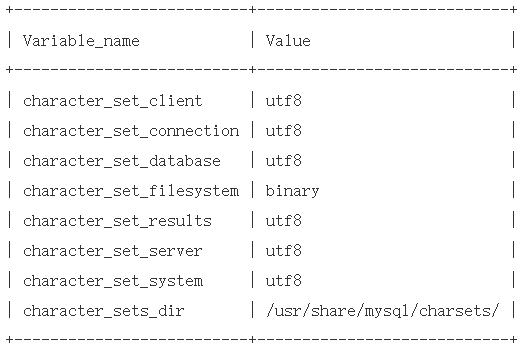 +--------------------------+----------------------------+
| Variable_name            | Value                      |
+--------------------------+----------------------------+
| character_set_client     | utf8                       |
| character_set_connection | utf8                       |
| character_set_database   | utf8                       |
| character_set_filesystem | binary                     |
| character_set_results    | utf8                       |
| character_set_server     | utf8                       |
| character_set_system     | utf8                       |
| character_sets_dir       | /usr/share/mysql/charsets/ |
+--------------------------+----------------------------+